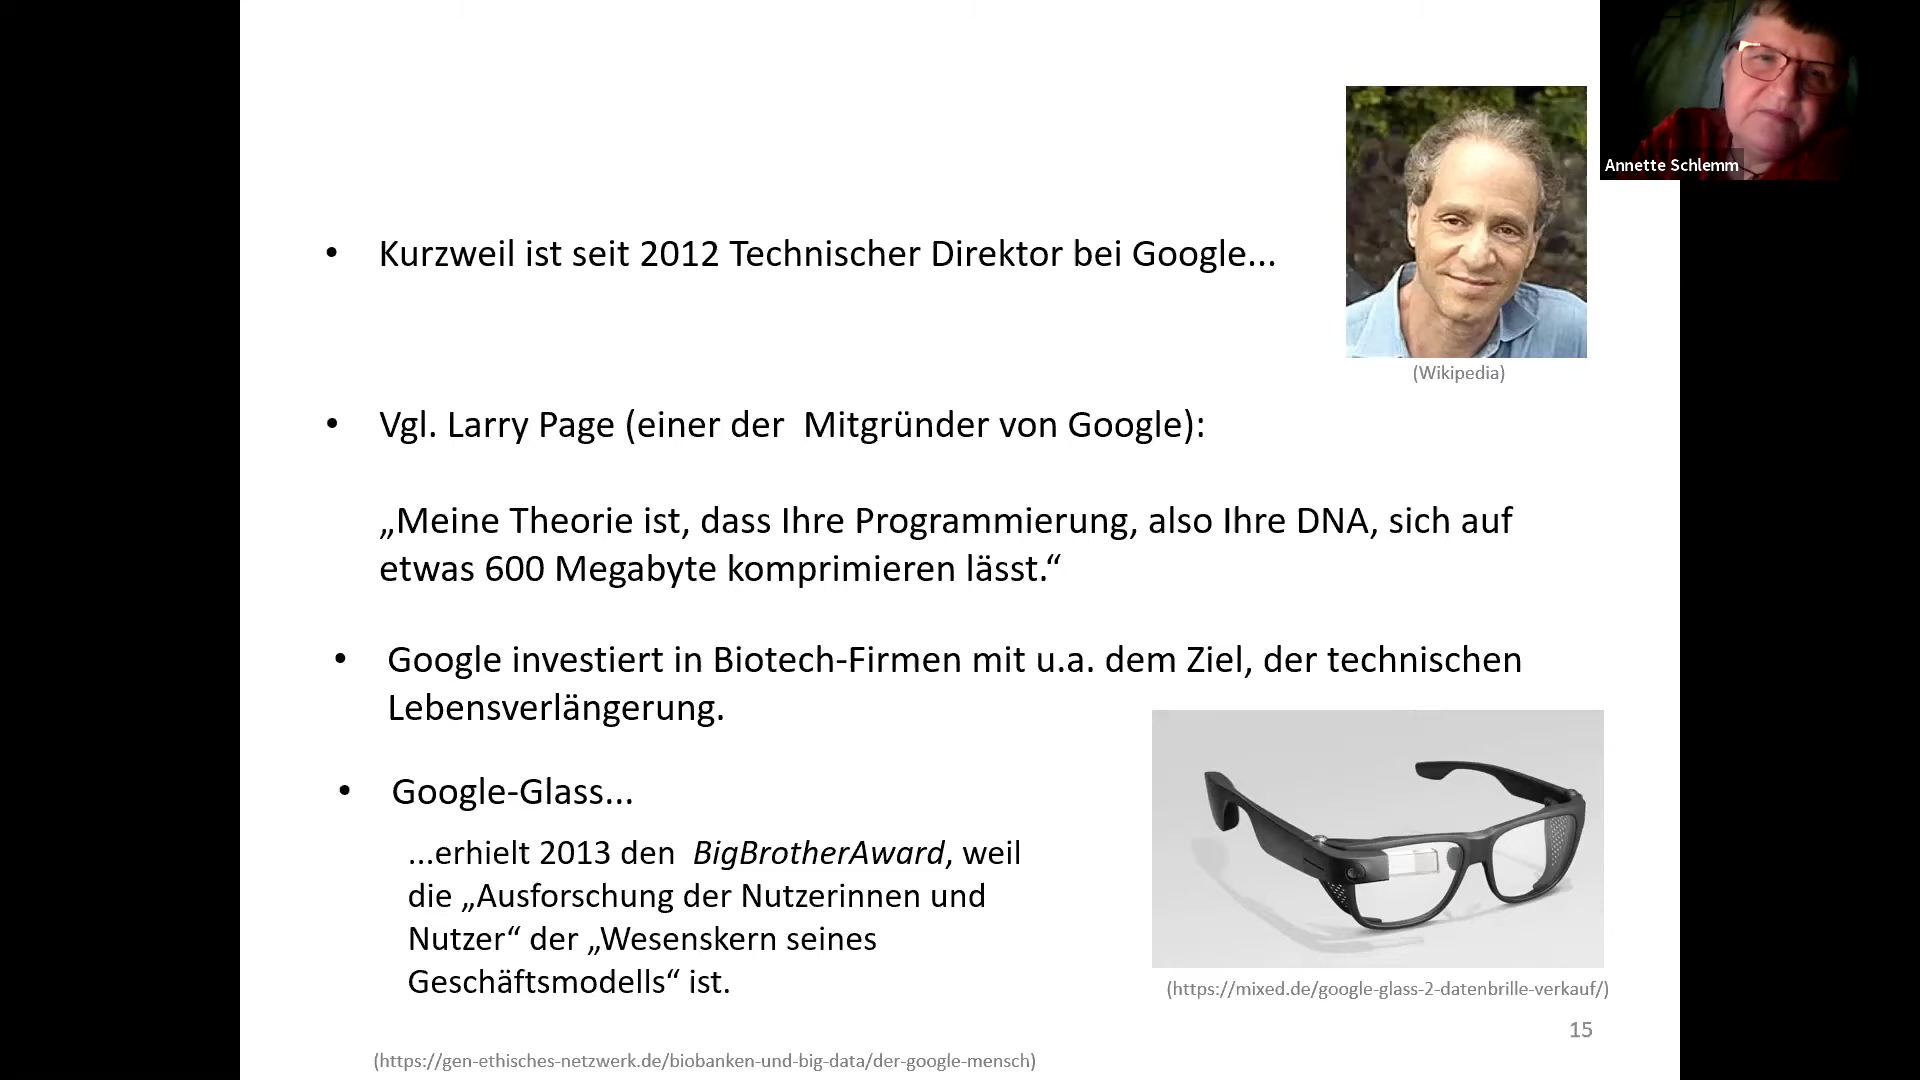 Annette Schlemm
• Kurzweil ist seit 2012 Technischer Direktor bei Google...
(Wikipedia)
• Vgl. Larry Page (einer der  Mitgründer von Google):
„Meine Theorie ist, dass Ihre Programmierung, also Ihre DNA, sich auf
etwas 600 Megabyte komprimieren lässt.“
• Google investiert in Biotech-Firmen mit u.a. dem Ziel, der technischen
Lebensverlängerung.
• Google-Glass...
...erhielt 2013 den  BigBrotherAward, weil
die „Ausforschung der Nutzerinnen und
Nutzer“ der „Wesenskern seines
Geschäftsmodells“ ist.
(https://mixed.de/google-glass-2-datenbrille-verkauf/)
15
(https://gen-ethisches-netzwerk.de/biobanken-und-big-data/der-google-mensch)